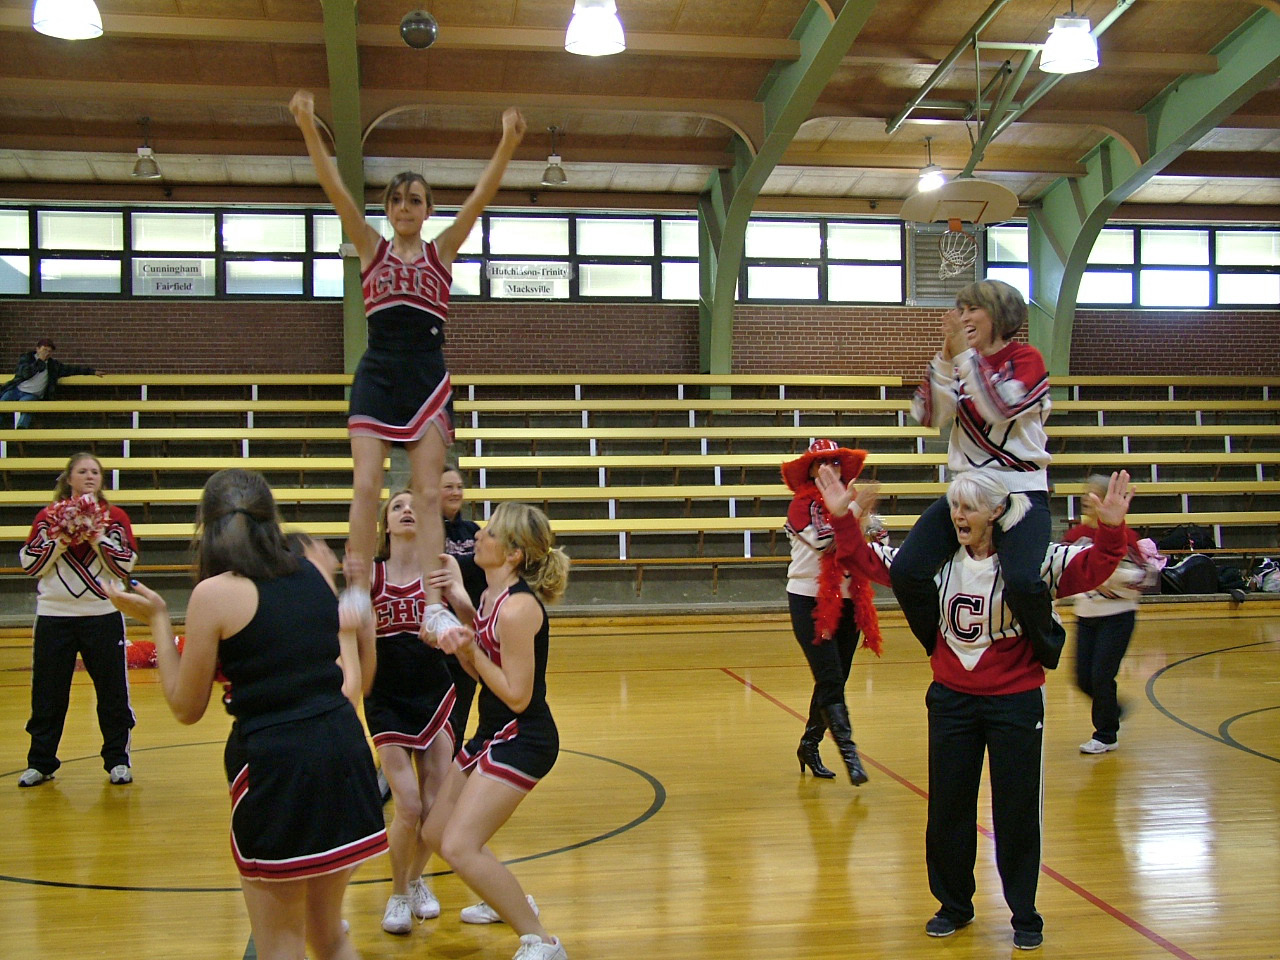 Cunningham
Fairfield
Hutchinson-Trinity
Macksville
CHS
CHS
C